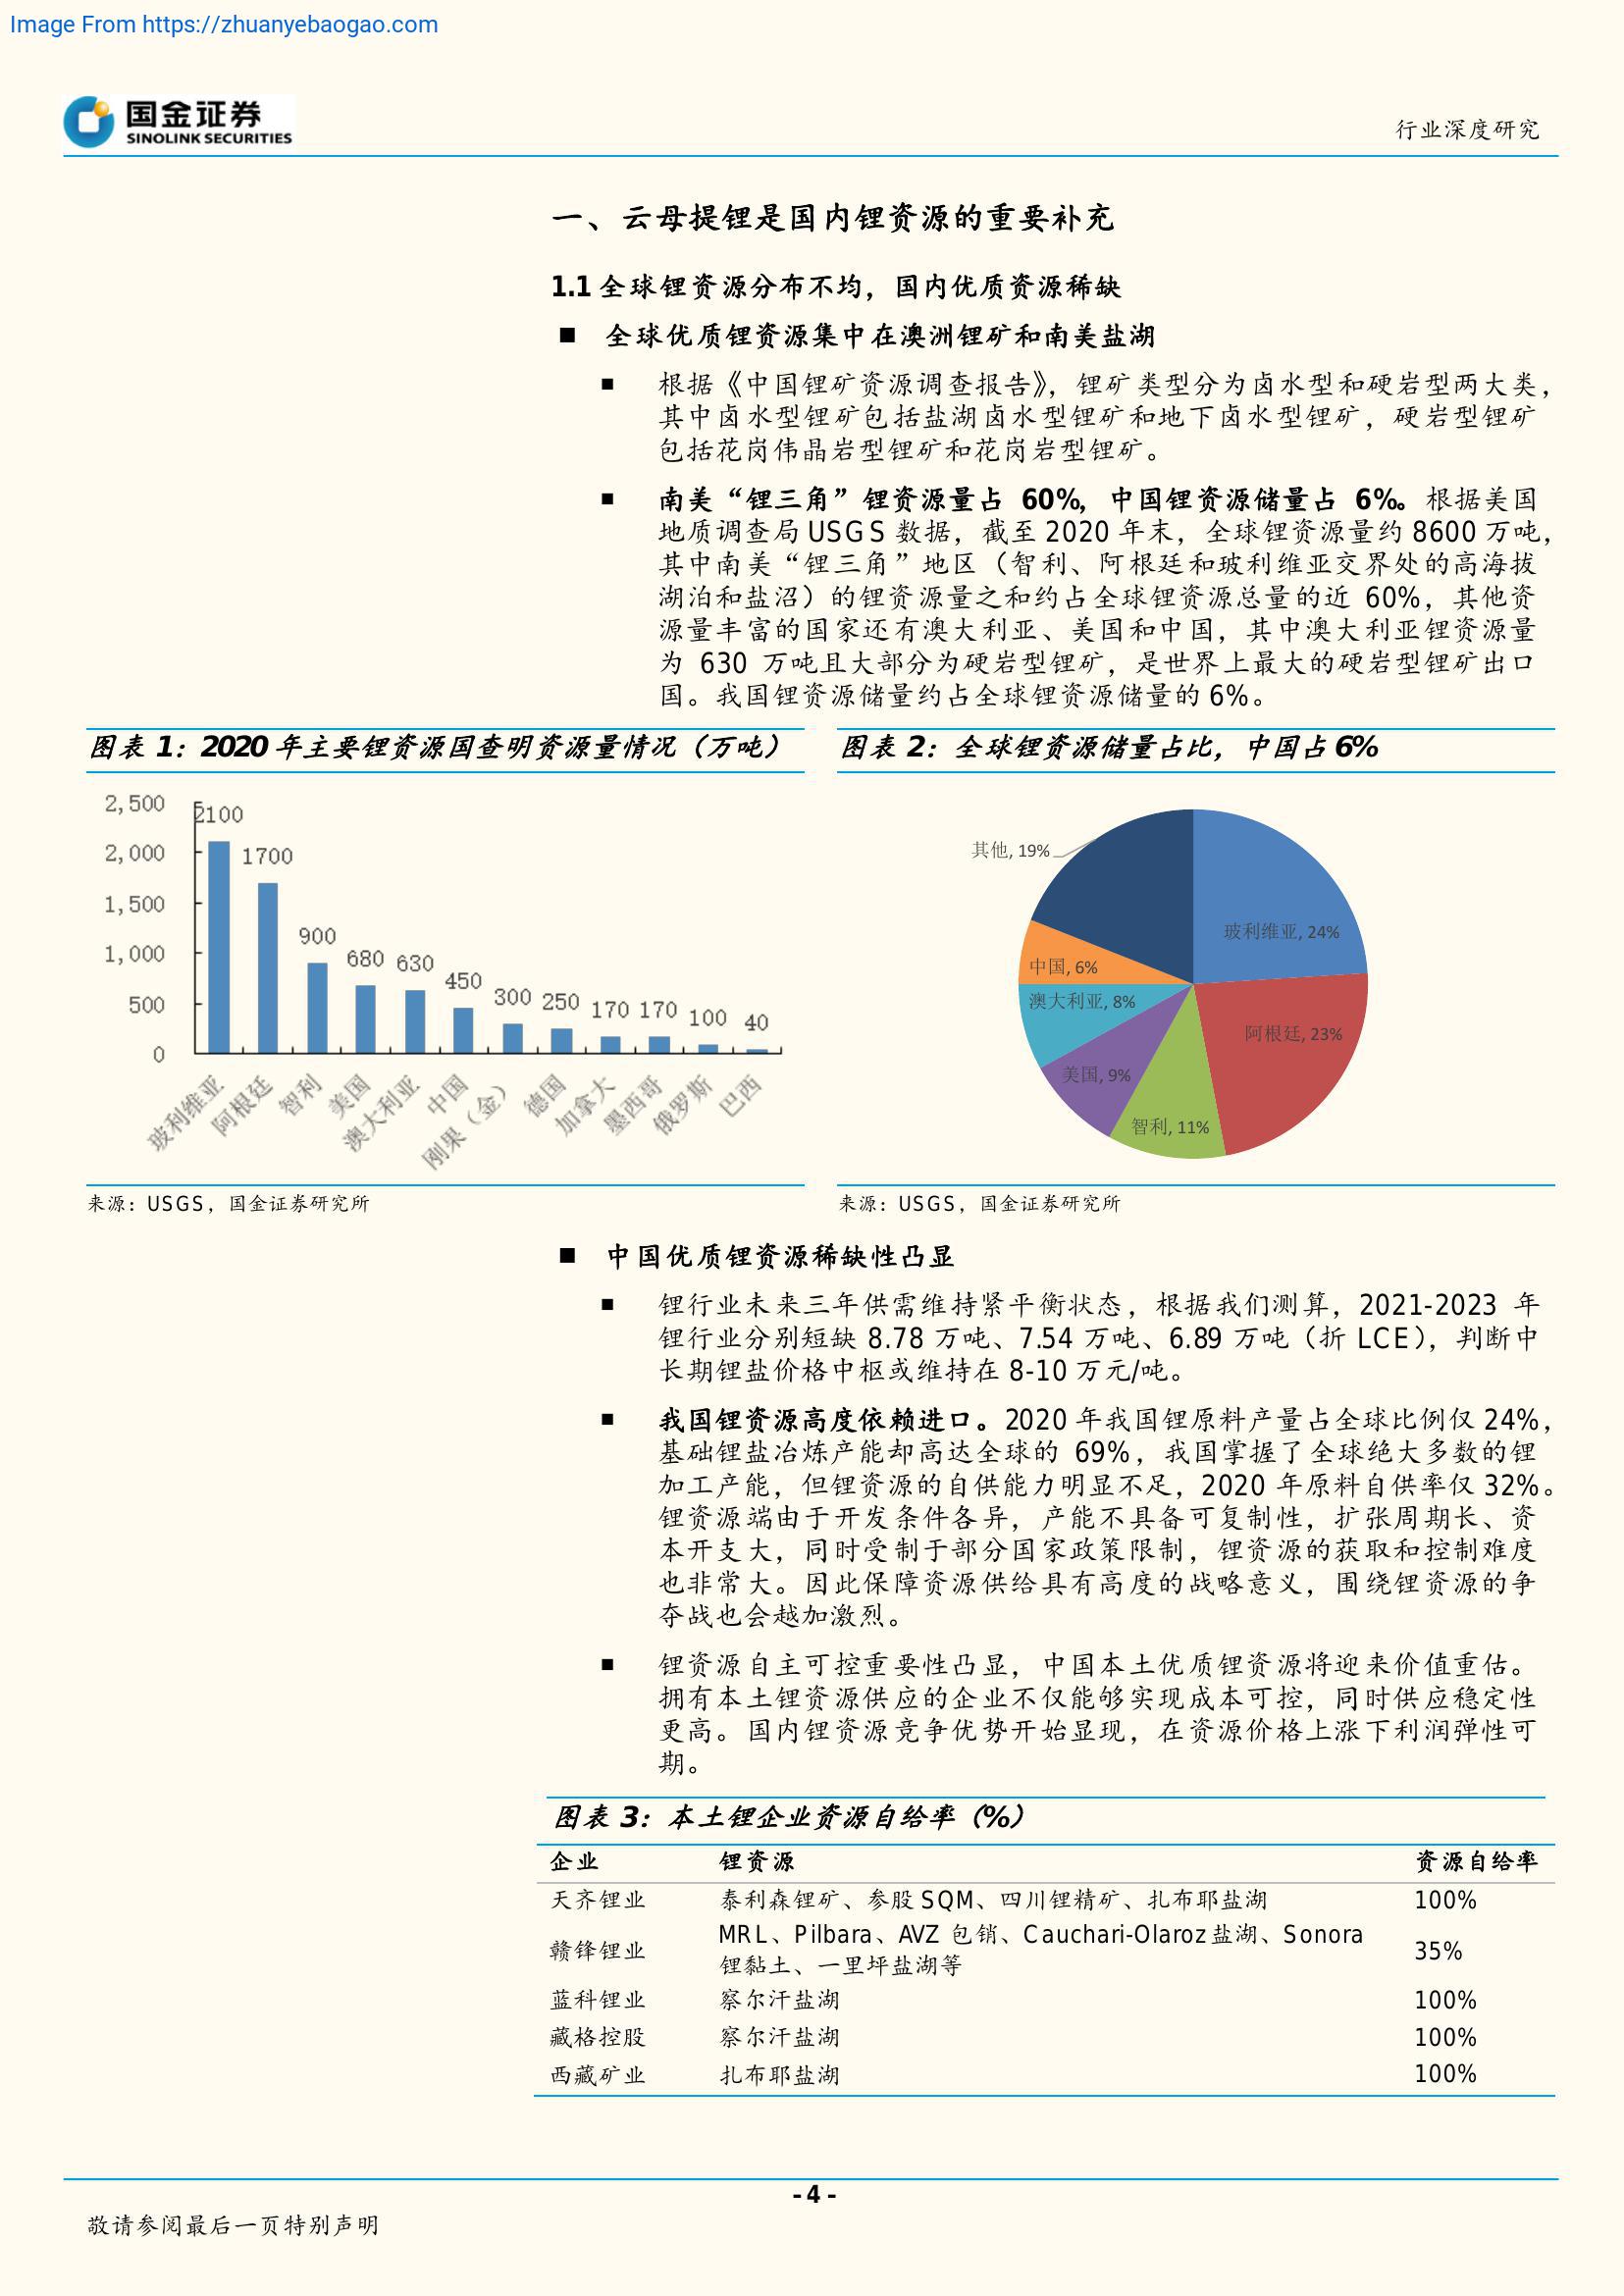 Image From https://zhuanyebaogao.com
国金证券
SINOLINK SECURITIES
行业深度研究
一、云母提锂是国内锂资源的重要补充
1.1 全球锂资源分布不均，国内优质资源稀缺
■ 全球优质锂资源集中在澳洲锂矿和南美盐湖
■ 根据《中国锂矿资源调查报告》，锂矿类型分为卤水型和硬岩型两大类，
其中卤水型锂矿包括盐湖卤水型锂矿和地下卤水型锂矿，硬岩型锂矿
包括花岗伟晶岩型锂矿和花岗岩型锂矿。
■ 南美“锂三角”锂资源量占 60%，中国锂资源储量占 6%。根据美国
地质调查局 USGS 数据，截至 2020 年末，全球锂资源量约 8600 万吨，
其中南美“锂三角”地区（智利、阿根廷和玻利维亚交界处的高海拔
湖泊和盐沼）的锂资源量之和约占全球锂资源总量的近 60%，其他资
源量丰富的国家还有澳大利亚、美国和中国，其中澳大利亚锂资源量
为 630 万吨且大部分为硬岩型锂矿，是世界上最大的硬岩型锂矿出口
国。我国锂资源储量约占全球锂资源储量的 6%。
图表 1：2020 年主要锂资源国查明资源量情况（万吨）
2,500
2,000
1,500
1,000
500
0
2100
1700
900
680
630
450
300
250
170
170
100
40
玻利维亚
阿根廷
智利
美国
澳大利亚
中国
刚果（金）
德国
加拿大
墨西哥
俄罗斯
巴西
来源：USGS，国金证券研究所
图表 2：全球锂资源储量占比，中国占 6%
其他, 19%
玻利维亚, 24%
中国, 6%
澳大利亚, 8%
阿根廷, 23%
美国, 9%
智利, 11%
来源：USGS，国金证券研究所
■ 中国优质锂资源稀缺性凸显
■ 锂行业未来三年供需维持紧平衡状态，根据我们测算，2021-2023 年
锂行业分别短缺 8.78 万吨、7.54 万吨、6.89 万吨（折 LCE），判断中
长期锂盐价格中枢或维持在 8-10 万元/吨。
■ 我国锂资源高度依赖进口。2020 年我国锂原料产量占全球比例仅 24%，
基础锂盐冶炼产能却高达全球的 69%，我国掌握了全球绝大多数的锂
加工产能，但锂资源的自供能力明显不足，2020 年原料自供率仅 32%。
锂资源端由于开发条件各异，产能不具备可复制性，扩张周期长、资
本开支大，同时受制于部分国家政策限制，锂资源的获取和控制难度
也非常大。因此保障资源供给具有高度的战略意义，围绕锂资源的争
夺战也会越加激烈。
■ 锂资源自主可控重要性凸显，中国本土优质锂资源将迎来价值重估。
拥有本土锂资源供应的企业不仅能够实现成本可控，同时供应稳定性
更高。国内锂资源竞争优势开始显现，在资源价格上涨下利润弹性可
期。
图表 3：本土锂企业资源自给率（%）
企业 锂资源 资源自给率
天齐锂业 泰利森锂矿、参股 SQM、四川锂精矿、扎布耶盐湖 100%
赣锋锂业 MRL、Pilbara、AVZ 包销、Cauchari-Olaroz 盐湖、Sonora
锂黏土、一里坪盐湖等 35%
蓝科锂业 察尔汗盐湖 100%
藏格控股 察尔汗盐湖 100%
西藏矿业 扎布耶盐湖 100%
- 4 -
敬请参阅最后一页特别声明